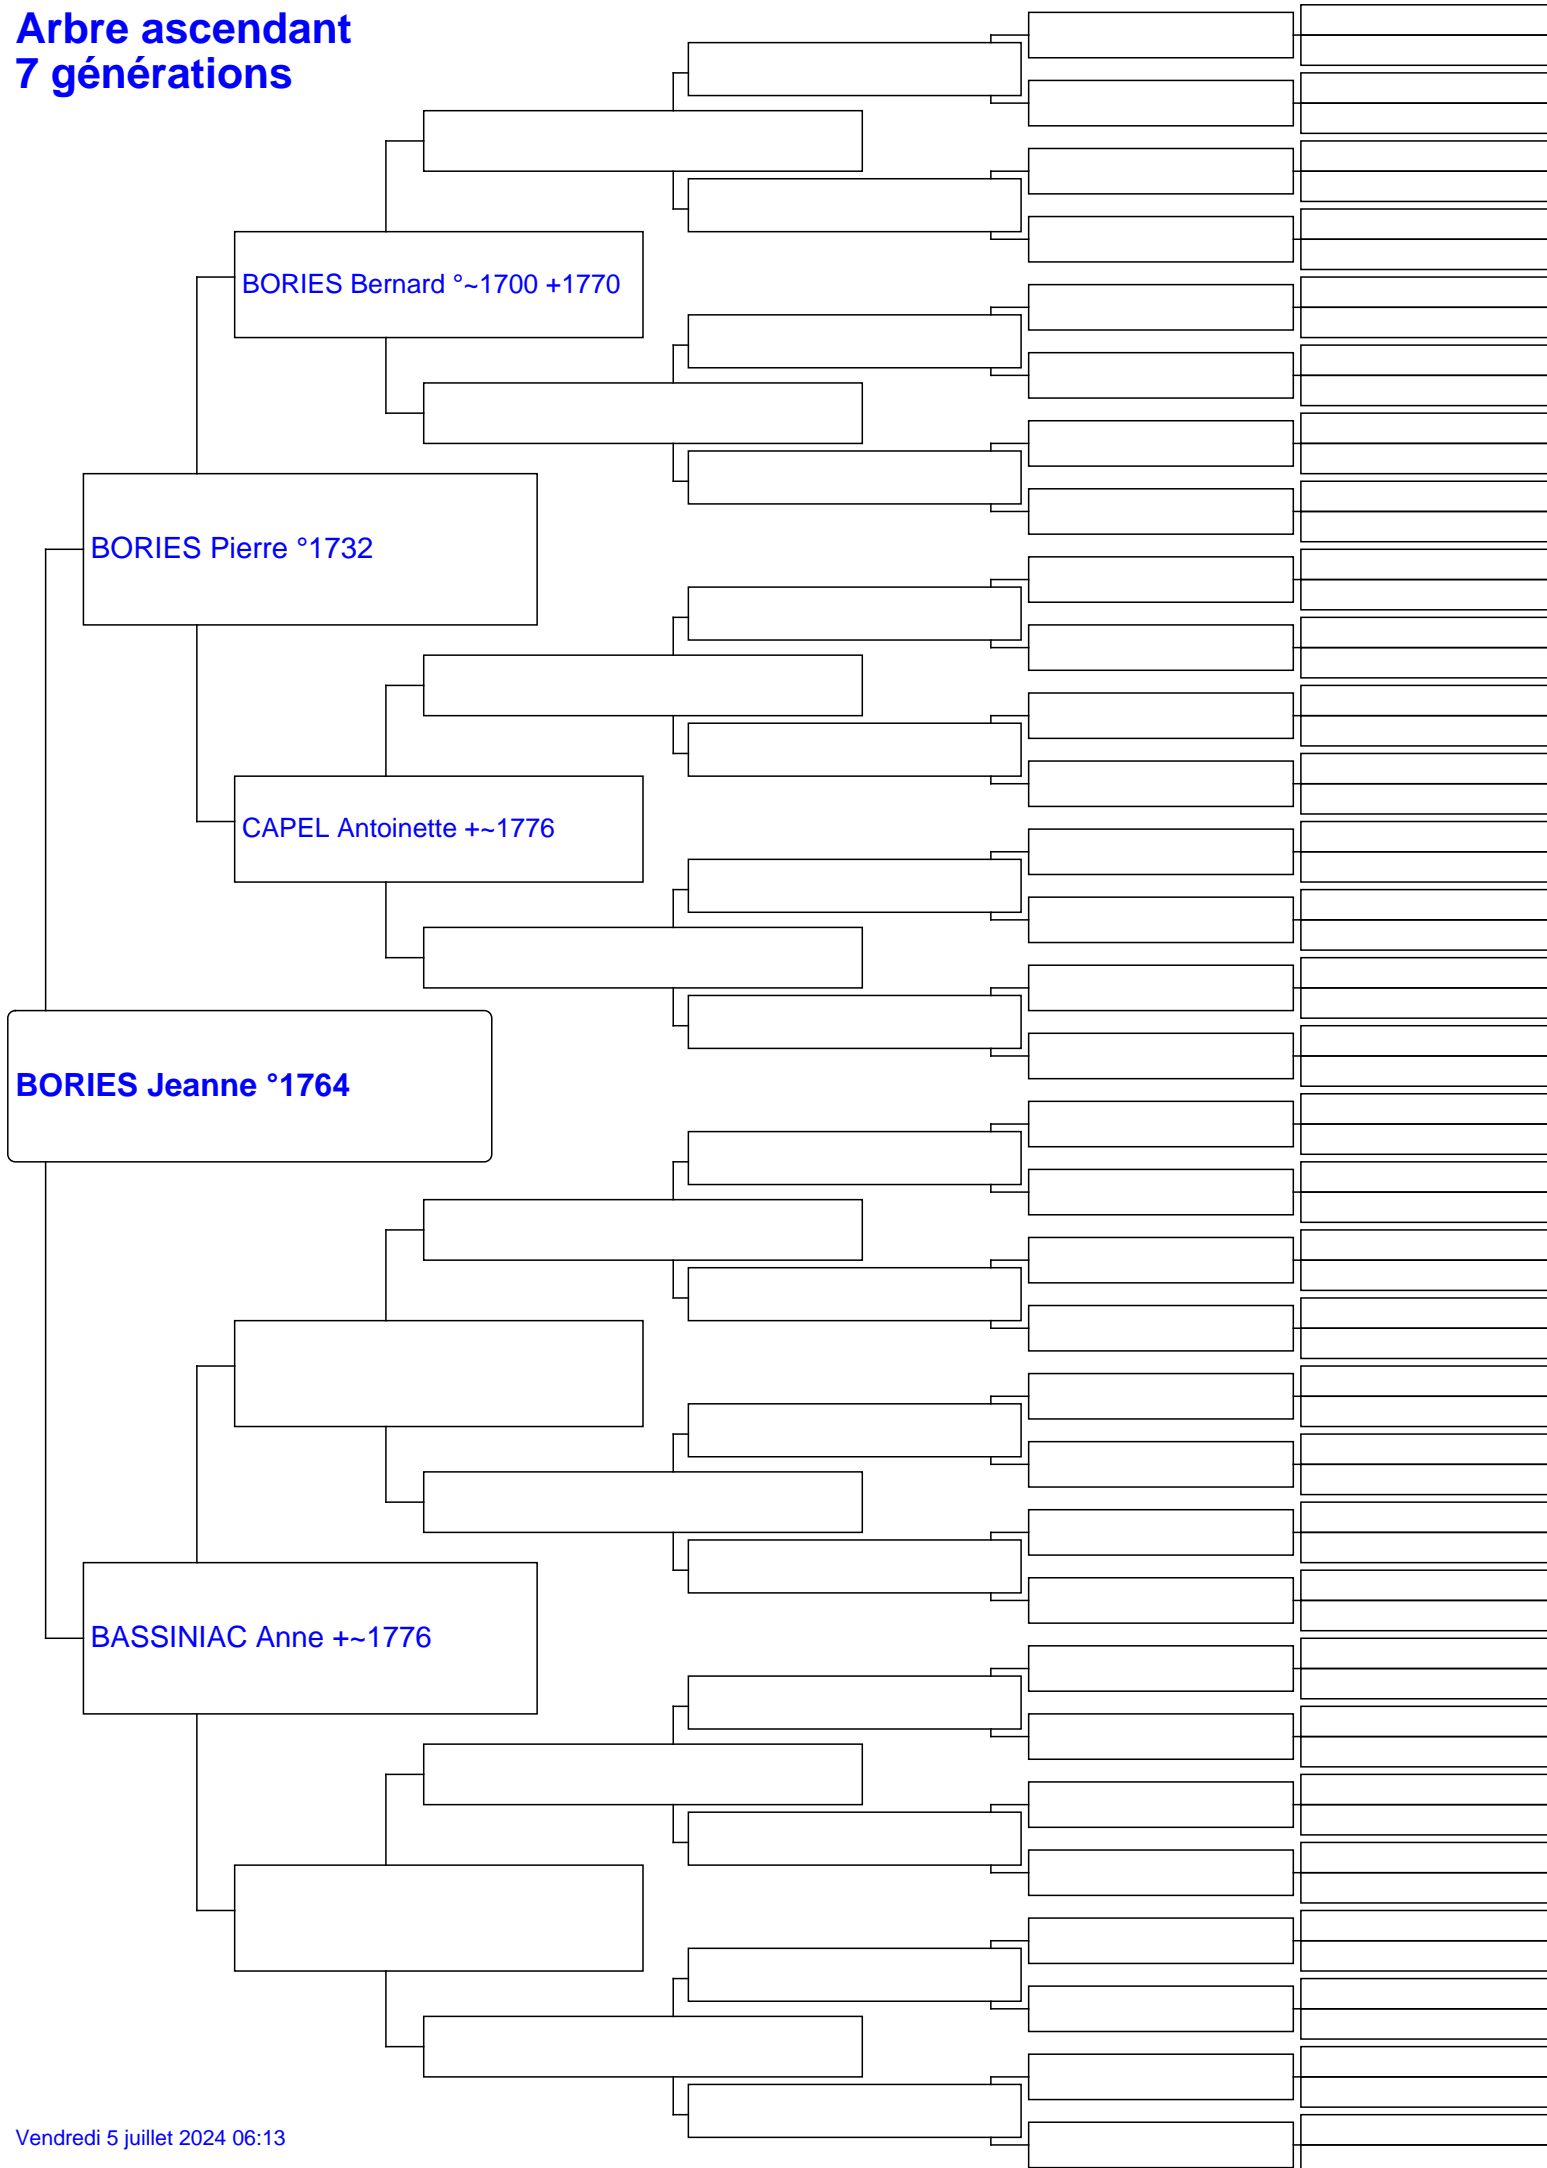 Arbre ascendant
7 générations
BORIES Bernard °~1700 +1770
BORIES Pierre °1732
CAPEL Antoinette +~1776
BORIES Jeanne °1764
BASSINIAC Anne +~1776
Vendredi 5 juillet 2024 06:13